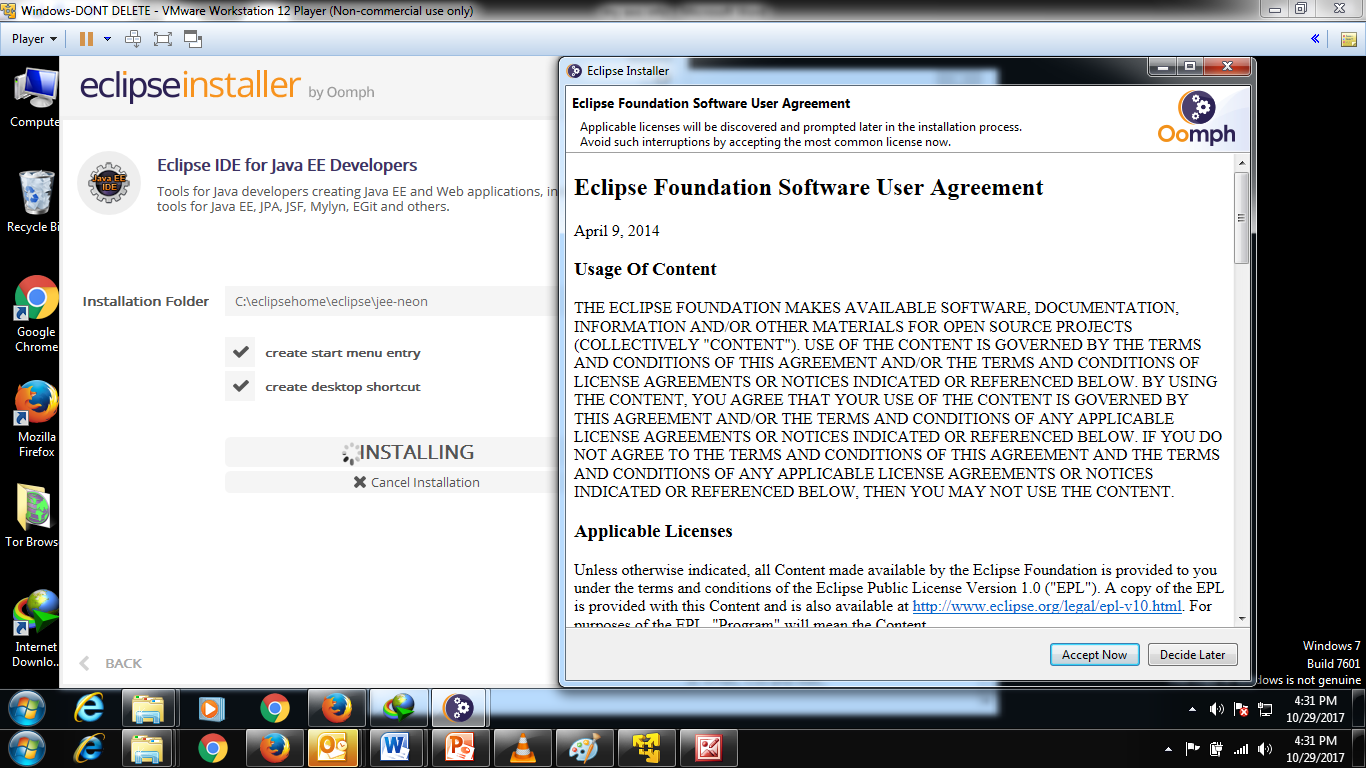 Windows-DONT DELETE - VMware Workstation 12 Player (Non-commercial use only)
Player
eclipseinstaller by Oomph
Eclipse IDE for Java EE Developers
Tools for Java developers creating Java EE and Web applications, in
tools for Java EE, JPA, JSF, Mylyn, EGit and others.
Java EE
IDE
Installation Folder
C:\eclipsehome\eclipse\jee-neon
create start menu entry
create desktop shortcut
INSTALLING
Cancel Installation
BACK
Eclipse Installer
Eclipse Foundation Software User Agreement
Applicable licenses will be discovered and prompted later in the installation process.
Avoid such interruptions by accepting the most common license now.
Oomph
Eclipse Foundation Software User Agreement
April 9, 2014
Usage Of Content
THE ECLIPSE FOUNDATION MAKES AVAILABLE SOFTWARE, DOCUMENTATION,
INFORMATION AND/OR OTHER MATERIALS FOR OPEN SOURCE PROJECTS
(COLLECTIVELY "CONTENT"). USE OF THE CONTENT IS GOVERNED BY THE TERMS
AND CONDITIONS OF THIS AGREEMENT AND/OR THE TERMS AND CONDITIONS OF
LICENSE AGREEMENTS OR NOTICES INDICATED OR REFERENCED BELOW. BY USING
THE CONTENT, YOU AGREE THAT YOUR USE OF THE CONTENT IS GOVERNED BY
THIS AGREEMENT AND/OR THE TERMS AND CONDITIONS OF ANY APPLICABLE
LICENSE AGREEMENTS OR NOTICES INDICATED OR REFERENCED BELOW. IF YOU DO
NOT AGREE TO THE TERMS AND CONDITIONS OF THIS AGREEMENT AND THE TERMS
AND CONDITIONS OF ANY APPLICABLE LICENSE AGREEMENTS OR NOTICES
INDICATED OR REFERENCED BELOW, THEN YOU MAY NOT USE THE CONTENT.
Applicable Licenses
Unless otherwise indicated, all Content made available by the Eclipse Foundation is provided to you
under the terms and conditions of the Eclipse Public License Version 1.0 ("EPL"). A copy of the EPL
is provided with this Content and is also available at http://www.eclipse.org/legal/epl-v10.html. For
purposes of the EPL, "Program" will mean the Content.
Accept Now
Decide Later
Compute
Recycle Bi
Google
Chrome
Mozilla
Firefox
Tor Brows
Internet
Downlo...
Windows 7
Build 7601
dows is not genuine
4:31 PM
10/29/2017
4:31 PM
10/29/2017